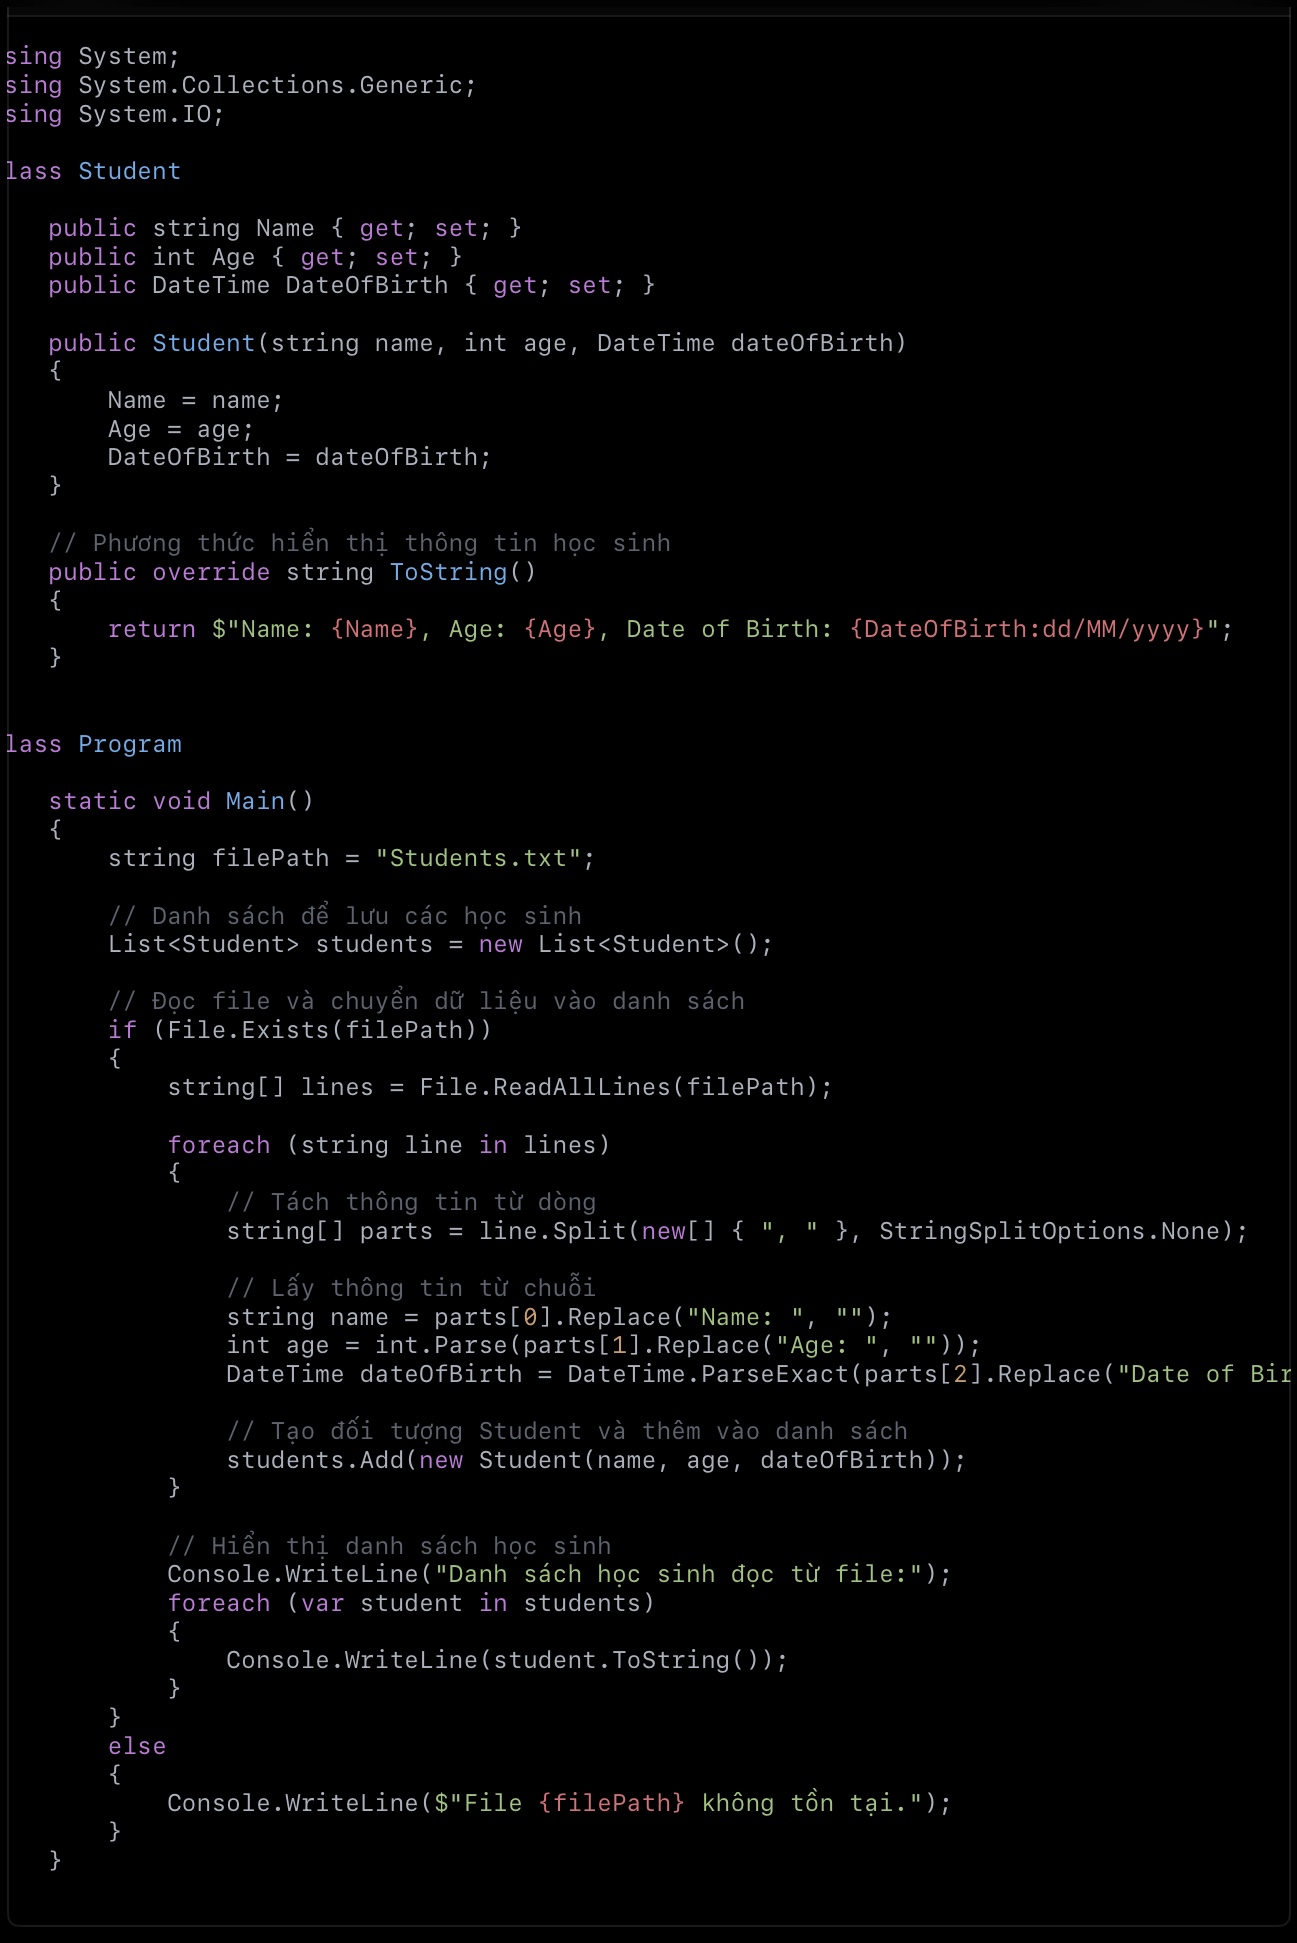 sing System;
sing System.Collections.Generic;
sing System.IO;
lass Student
public string Name { get; set; }
public int Age { get; set; }
public DateTime DateOfBirth { get; set; }
public Student(string name, int age, DateTime dateOfBirth)
{
Name = name;
Age = age;
DateOfBirth = dateOfBirth;
}
// Phương thức hiển thị thông tin học sinh
public override string ToString()
{
return $"Name: {Name}, Age: {Age}, Date of Birth: {DateOfBirth:dd/MM/yyyy}";
}
lass Program
static void Main()
{
string filePath = "Students.txt";
// Danh sách để lưu các học sinh
List<Student> students = new List<Student>();
// Đọc file và chuyển dữ liệu vào danh sách
if (File.Exists(filePath))
{
string[] lines = File.ReadAllLines(filePath);
foreach (string line in lines)
{
// Tách thông tin từ dòng
string[] parts = line.Split(new[] { ", " }, StringSplitOptions.None);
// Lấy thông tin từ chuỗi
string name = parts[0].Replace("Name: ", "");
int age = int.Parse(parts[1].Replace("Age: ", ""));
DateTime dateOfBirth = DateTime.ParseExact(parts[2].Replace("Date of Bir
// Tạo đối tượng Student và thêm vào danh sách
students.Add(new Student(name, age, dateOfBirth));
}
// Hiển thị danh sách học sinh
Console.WriteLine("Danh sách học sinh đọc từ file:");
foreach (var student in students)
{
Console.WriteLine(student.ToString());
}
}
else
{
Console.WriteLine($"File {filePath} không tồn tại.");
}
}